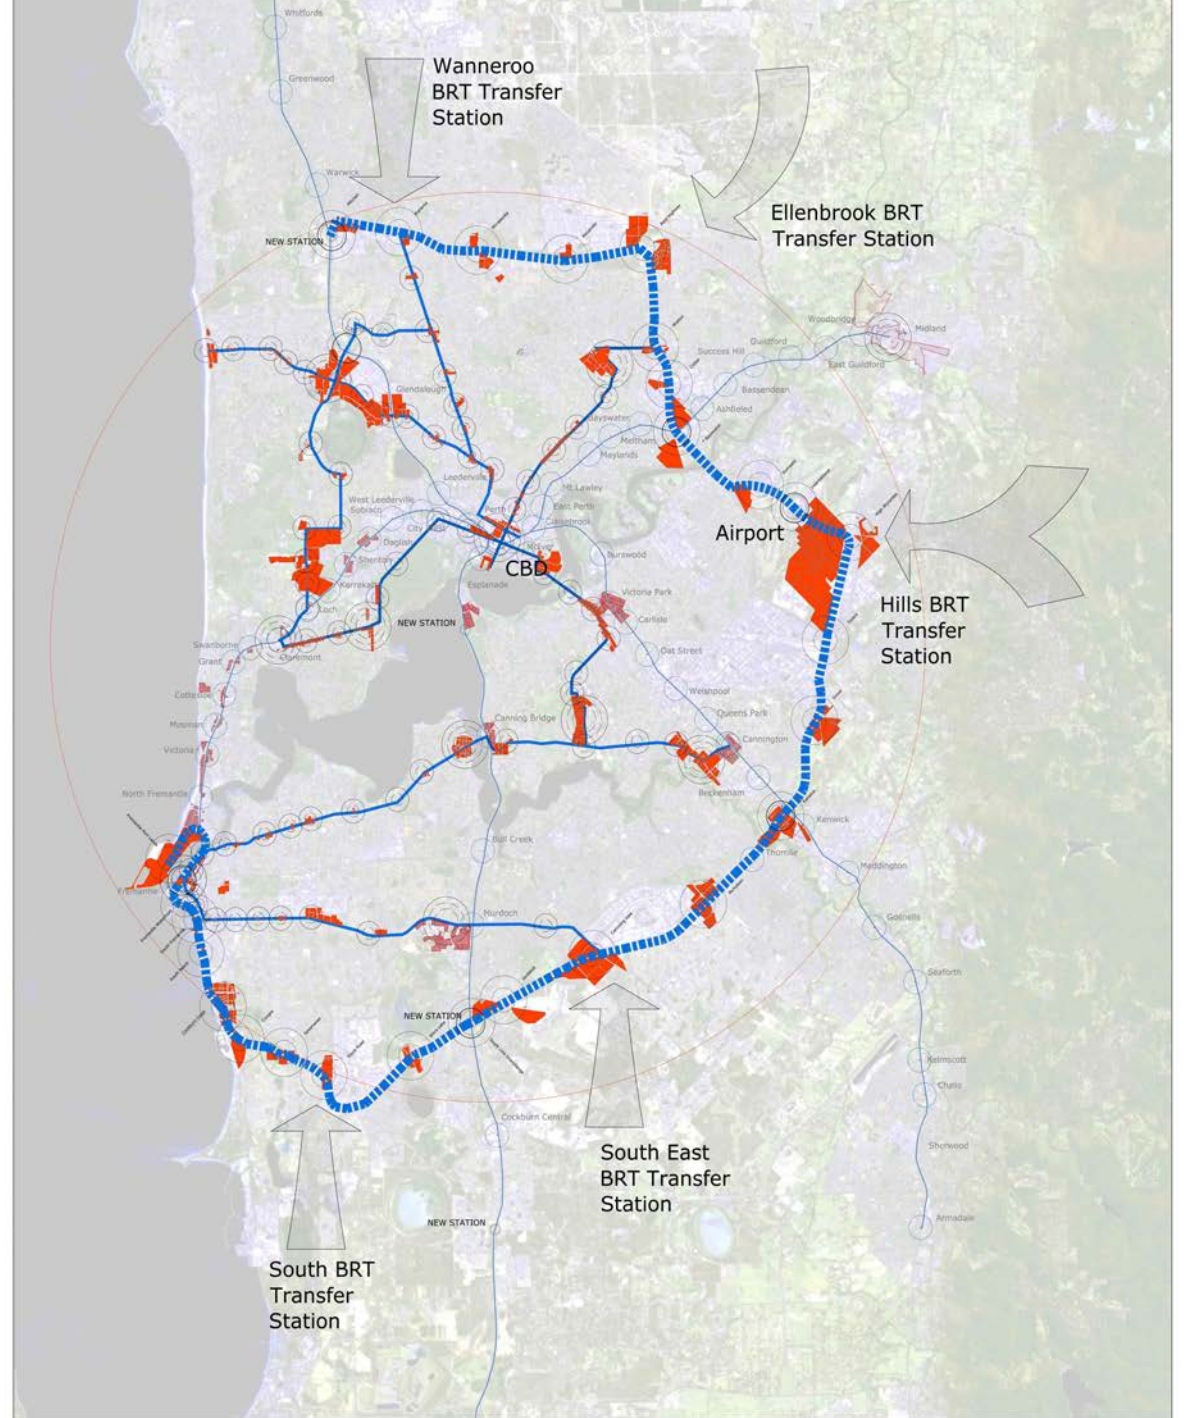 Whitfords
Greenwood
Wanneroo
BRT Transfer
Station
Warwick
Ellenbrook BRT
Transfer Station
NEW STATION
Woodbridge
Midland
Guildford
Success Hill
East Guildford
Glendalough
Bassendean
Ashfield
Bayswater
Meltham
Maylands
Leederville
Mt Lawley
West Leederville
Subiaco
Perth
East Perth
City West
Claisebrook
Airport
Daglish
McIver
Shenton
Burswood
CBD
Karrakatta
Esplanade
Victoria Park
Hills BRT
Transfer
Station
Loch
NEW STATION
Carlisle
Swanborne
Claremont
Oat Street
Grant
Cottesloe
Welshpool
Mosman
Canning Bridge
Queens Park
Victoria
Cannington
North Fremantle
Beckenham
Kenwick
Bull Creek
Thornlie
Maddington
Fremantle
Murdoch
Gosnells
Seaforth
NEW STATION
Kelmscott
Challis
Cockburn Central
Sherwood
South East
BRT Transfer
Station
Armadale
NEW STATION
South BRT
Transfer
Station